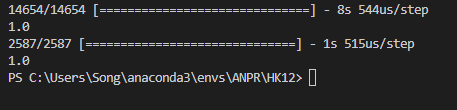 14654/14654 [==============================] - 8s 544us/step
1.0
2587/2587 [==============================] - 1s 515us/step
1.0
PS C:\Users\Song\anaconda3\envs\ANPR\HK12>